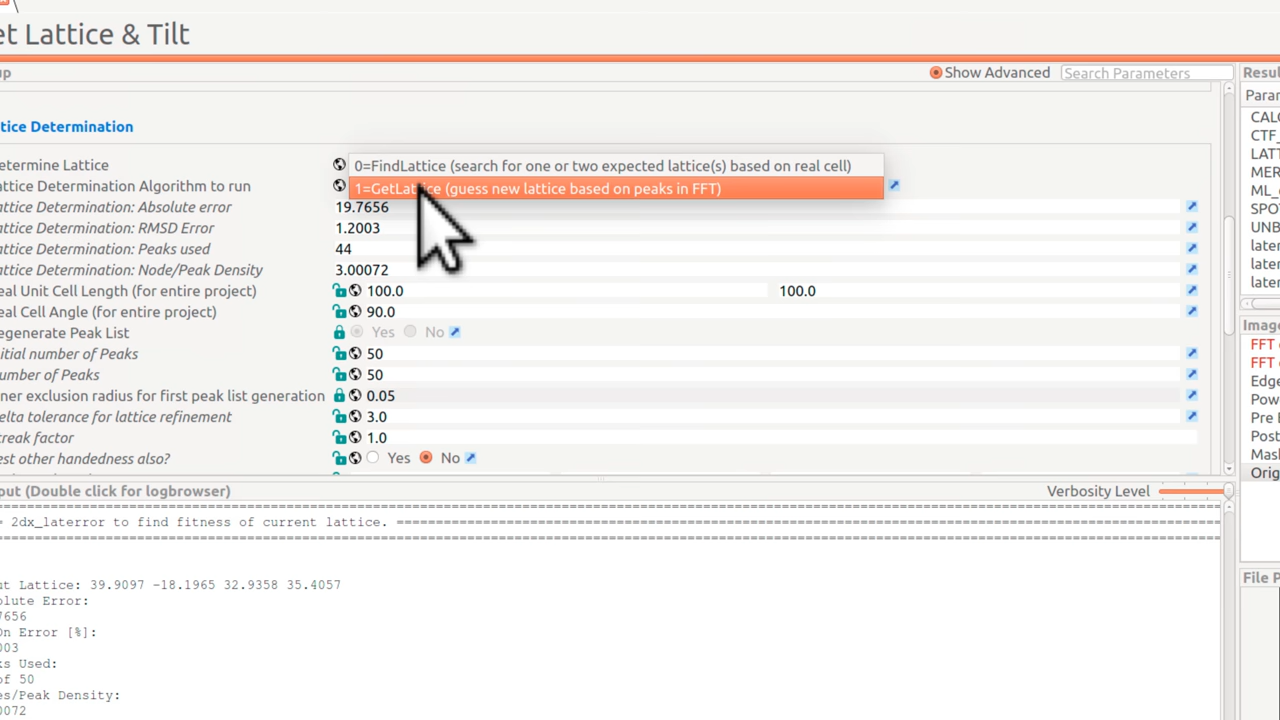 et Lattice & Tilt
up
Show Advanced
Search Parameters
Resul
tice Determination
Param
CALC
CTF_
LATT
MER
ML_
SPOT
UNB
later
later
later
etermine Lattice
0=FindLattice (search for one or two expected lattice(s) based on real cell)
attice Determination Algorithm to run
1=GetLattice (guess new lattice based on peaks in FFT)
attice Determination: Absolute error 19.7656
attice Determination: RMSD Error 1.2003
attice Determination: Peaks used 44
attice Determination: Node/Peak Density 3.00072
eal Unit Cell Length (for entire project) 100.0 100.0
eal Cell Angle (for entire project) 90.0
egenerate Peak List Yes No
itial number of Peaks 50
umber of Peaks 50
ner exclusion radius for first peak list generation 0.05
elta tolerance for lattice refinement 3.0
reak factor 1.0
est other handedness also? Yes No
Image
FFT
FFT
Edge
Pow
Pre B
Post
Mask
Orig
put (Double click for logbrowser)
Verbosity Level
= 2dx_laterror to find fitness of current lattice.
ut Lattice: 39.9097 -18.1965 32.9358 35.4057
olute Error:
7656
On Error [%]:
003
ks Used:
of 50
es/Peak Density:
0072
File P